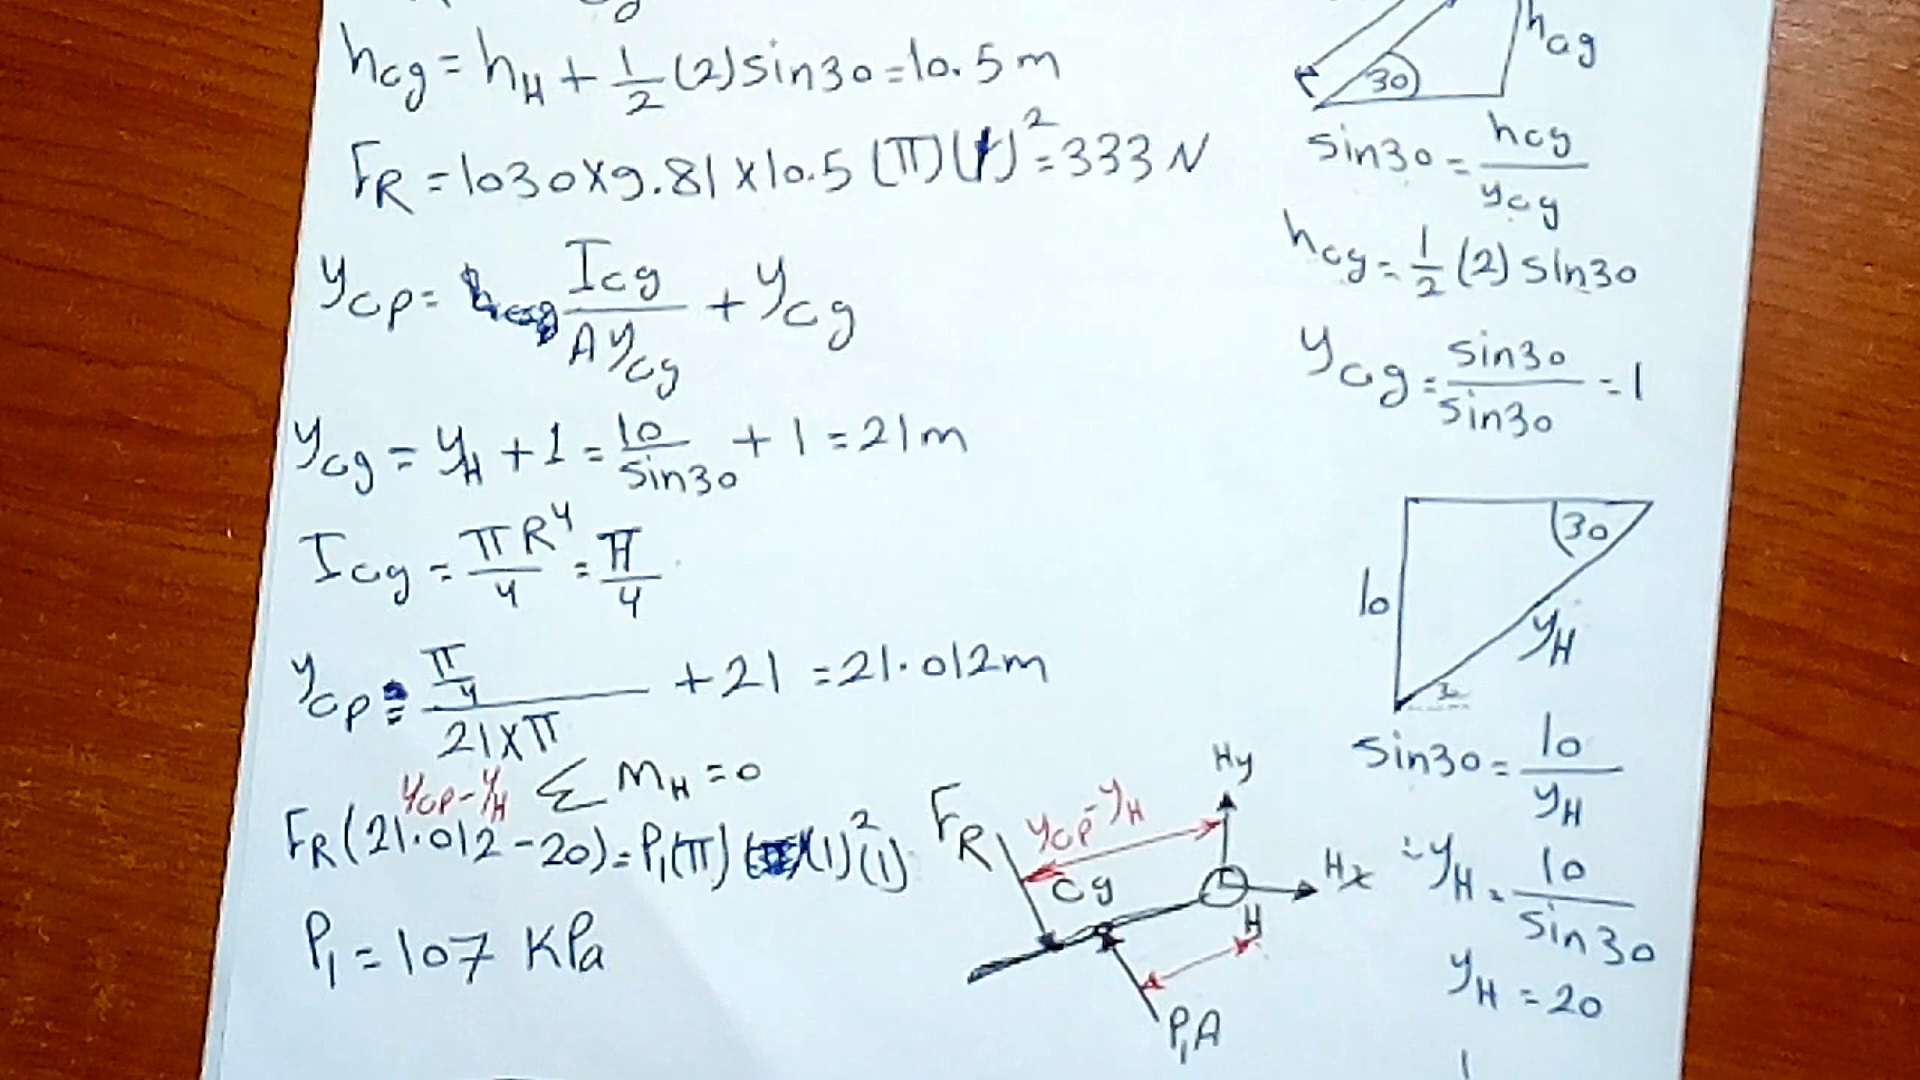 hcg = hH + 1/2 (2) sin30 = 10.5 m
FR = 1030 × 9.81 × 10.5 (π)(1)² = 333 N
ycp = Icg / A ycg + ycg
ycg = yH + 1 = 10 / sin30 + 1 = 21 m
Icg = πR⁴ / 4 = π / 4
ycp = π/4 / 21×π + 21 = 21.012 m
Σ MH = 0
ycp - yH
FR (21.012 - 20) = P₁(π)(1)²(1)
P₁ = 107 KPa
hcg
30
sin30 = hcg / ycg
hcg = 1/2 (2) sin30
ycg = sin30 / sin30 = 1
30
10
yH
30
sin30 = 10 / yH
∴ yH = 10 / sin30
yH = 20
FR
ycp - yH
Hy
Hx
cg
H
P₁A